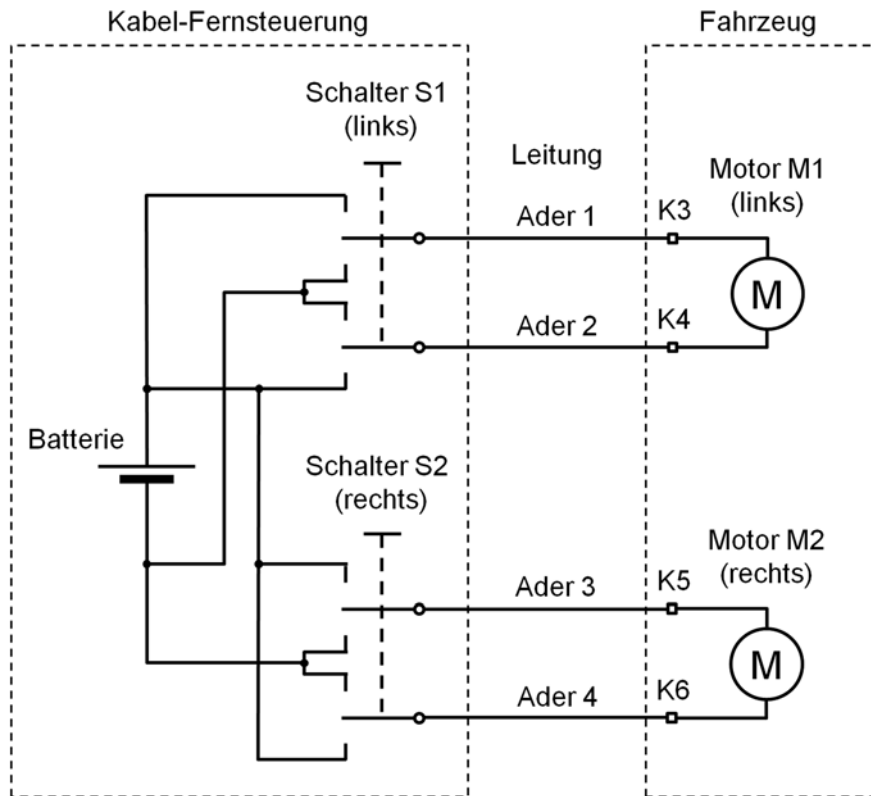 Kabel-Fernsteuerung
Fahrzeug
Schalter S1
(links)
Leitung
Motor M1
(links)
Ader 1
K3
M
Ader 2
K4
Batterie
Schalter S2
(rechts)
Motor M2
(rechts)
Ader 3
K5
M
Ader 4
K6